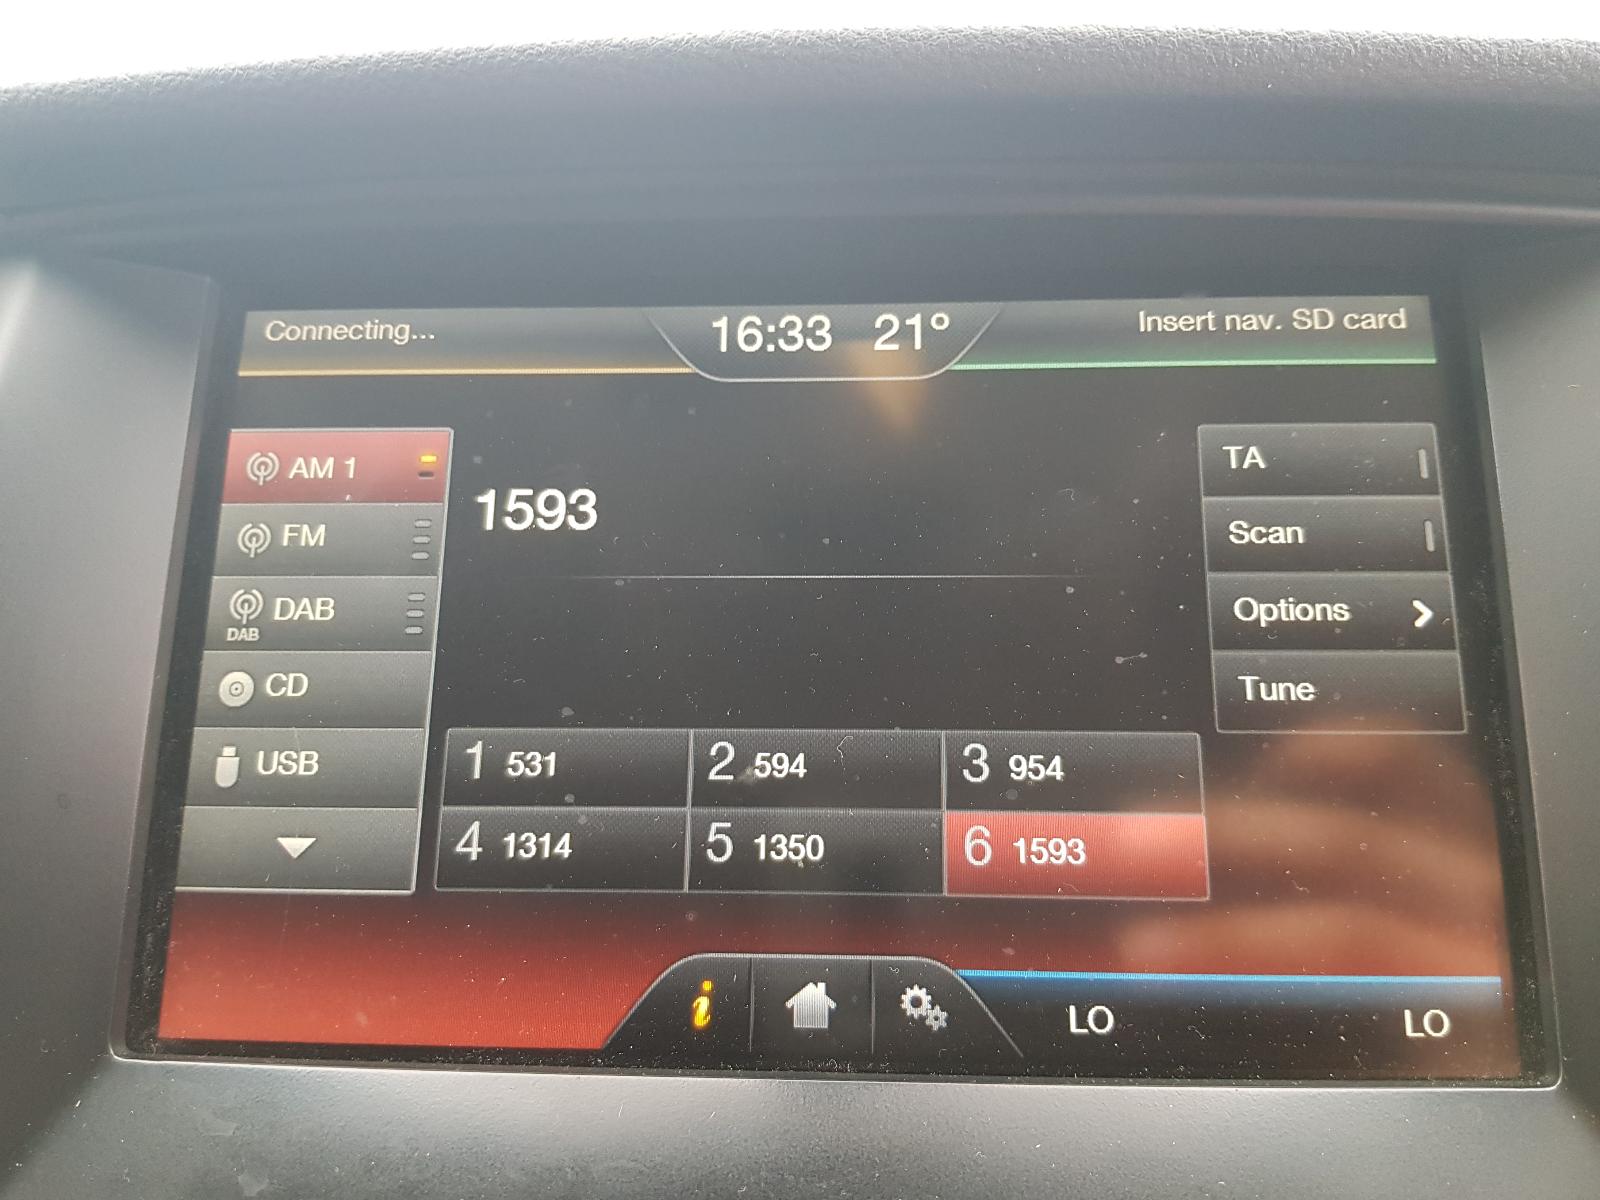 Connecting...
16:33 21°
Insert nav. SD card
AM 1
FM
DAB
DAB
CD
USB
1593
TA
Scan
Options
Tune
1 531
2 594
3 954
4 1314
5 1350
6 1593
i
LO
LO